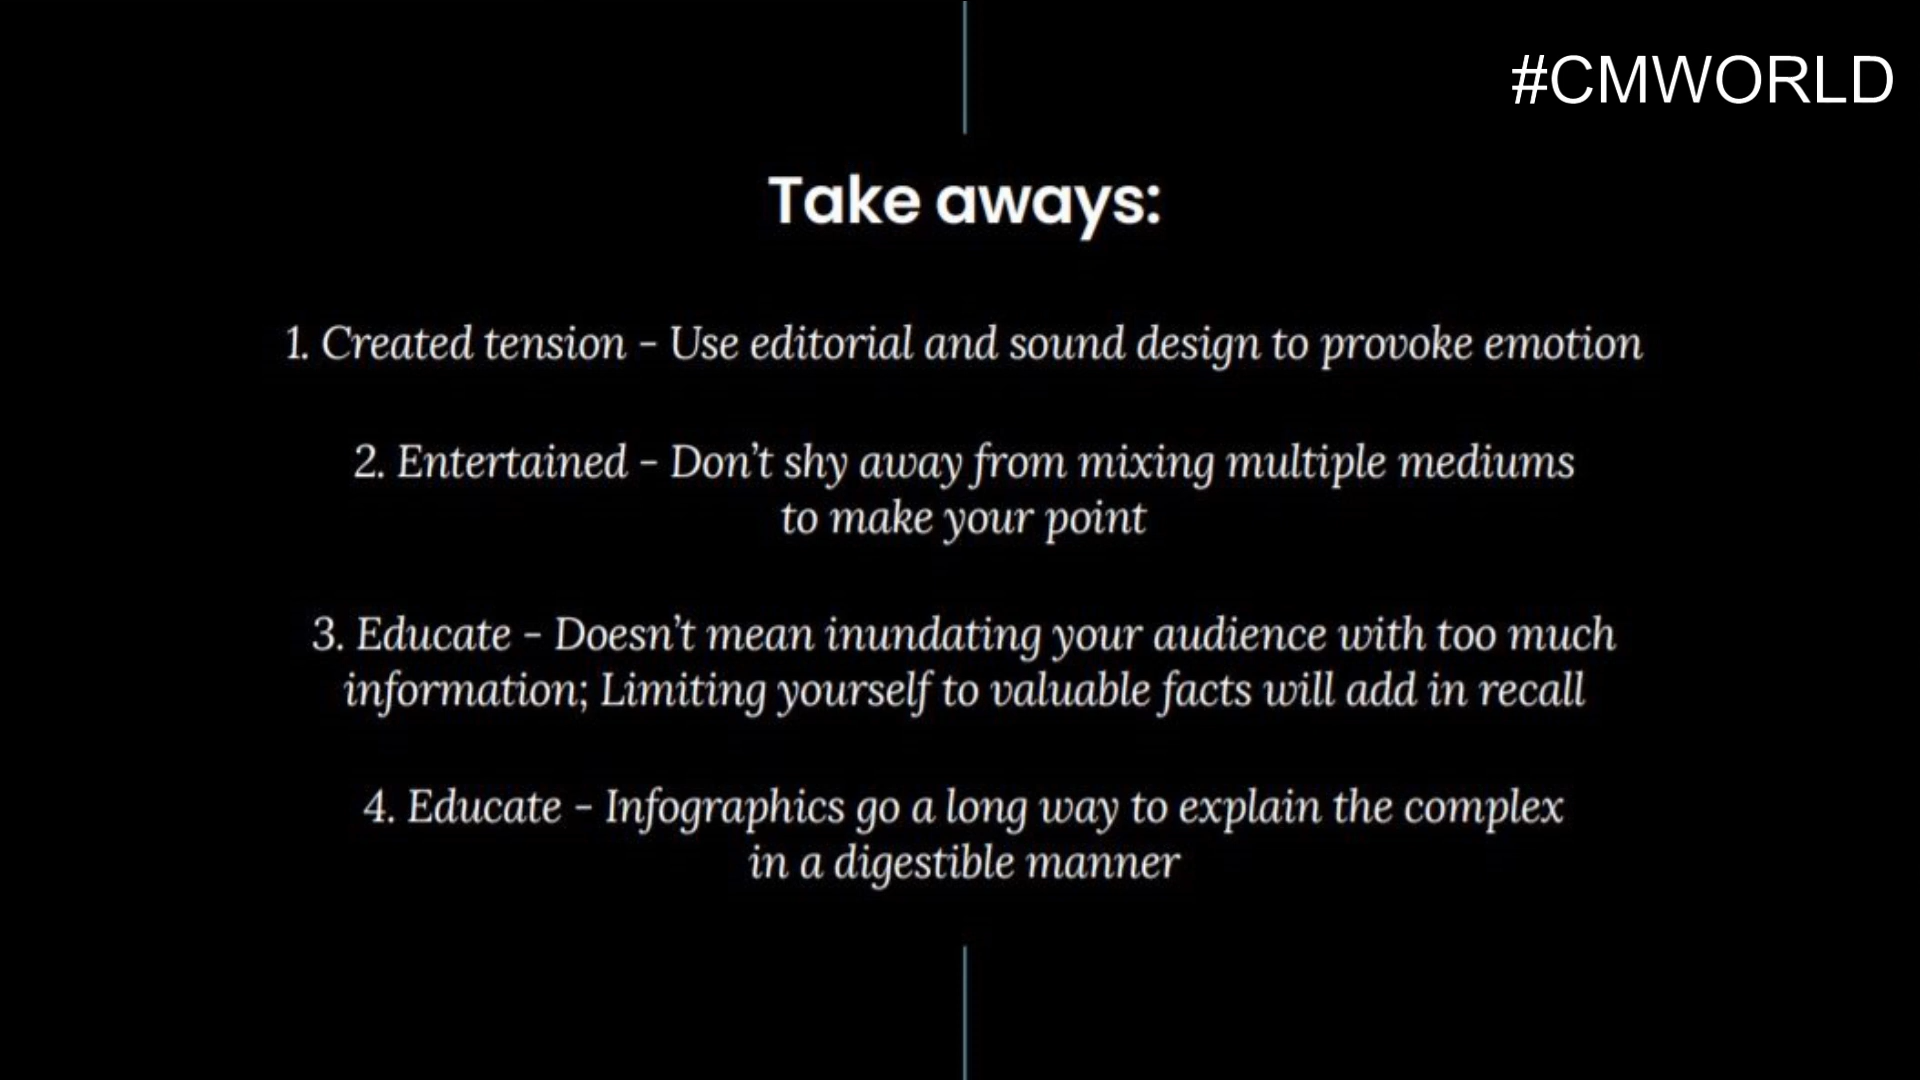 #CMWORLD
Take aways:
1. Created tension - Use editorial and sound design to provoke emotion
2. Entertained - Don’t shy away from mixing multiple mediums
to make your point
3. Educate - Doesn’t mean inundating your audience with too much
information; Limiting yourself to valuable facts will add in recall
4. Educate - Infographics go a long way to explain the complex
in a digestible manner